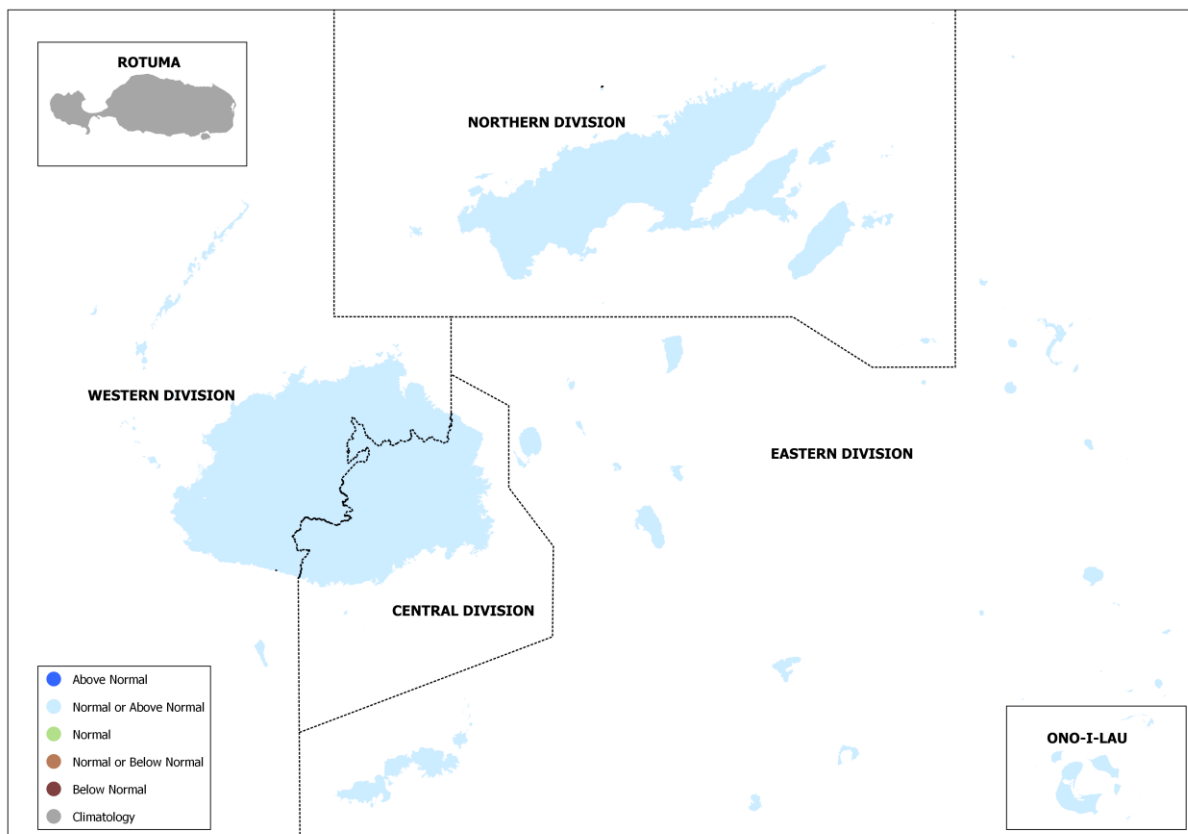 ROTUMA
NORTHERN DIVISION
WESTERN DIVISION
EASTERN DIVISION
CENTRAL DIVISION
Above Normal
Normal or Above Normal
Normal
Normal or Below Normal
Below Normal
Climatology
ONO-I-LAU